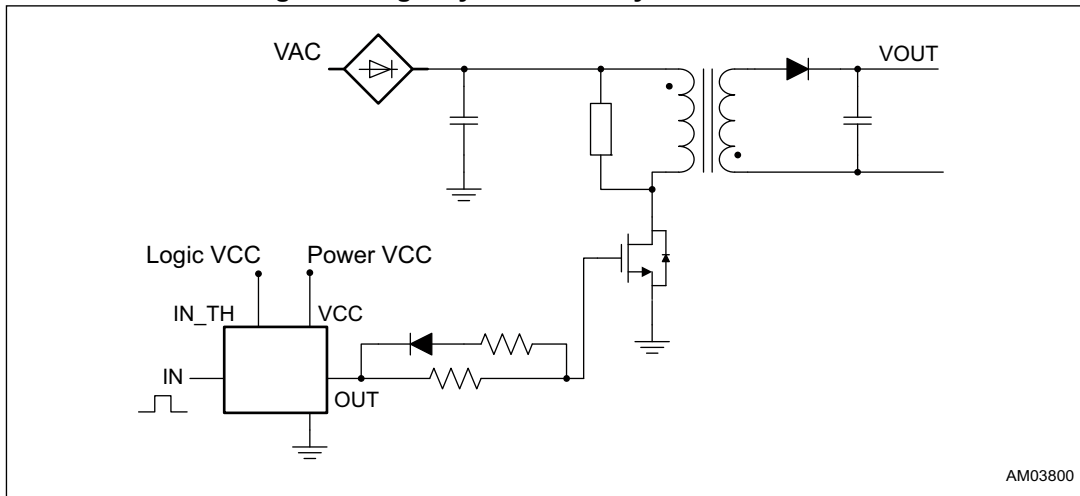 VAC
VOUT
Logic VCC
Power VCC
IN_TH
VCC
IN
OUT
AM03800